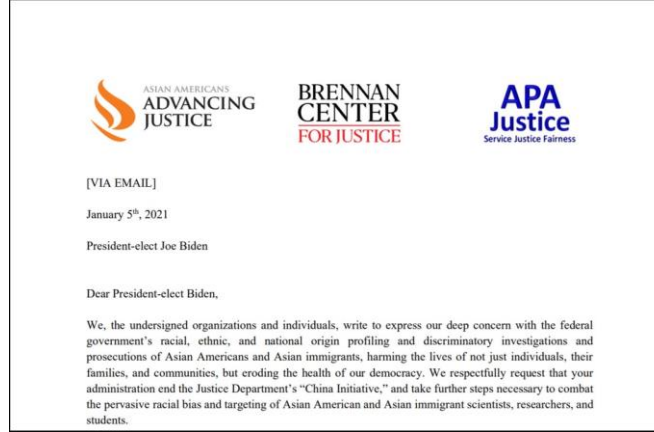 ASIAN AMERICANS
ADVANCING
JUSTICE
BRENNAN
CENTER
FOR JUSTICE
APA
Justice
Service Justice Fairness
[VIA EMAIL]
January 5th, 2021
President-elect Joe Biden
Dear President-elect Biden,
We, the undersigned organizations and individuals, write to express our deep concern with the federal
government’s racial, ethnic, and national origin profiling and discriminatory investigations and
prosecutions of Asian Americans and Asian immigrants, harming the lives of not just individuals, their
families, and communities, but eroding the health of our democracy. We respectfully request that your
administration end the Justice Department’s “China Initiative,” and take further steps necessary to combat
the pervasive racial bias and targeting of Asian American and Asian immigrant scientists, researchers, and
students.